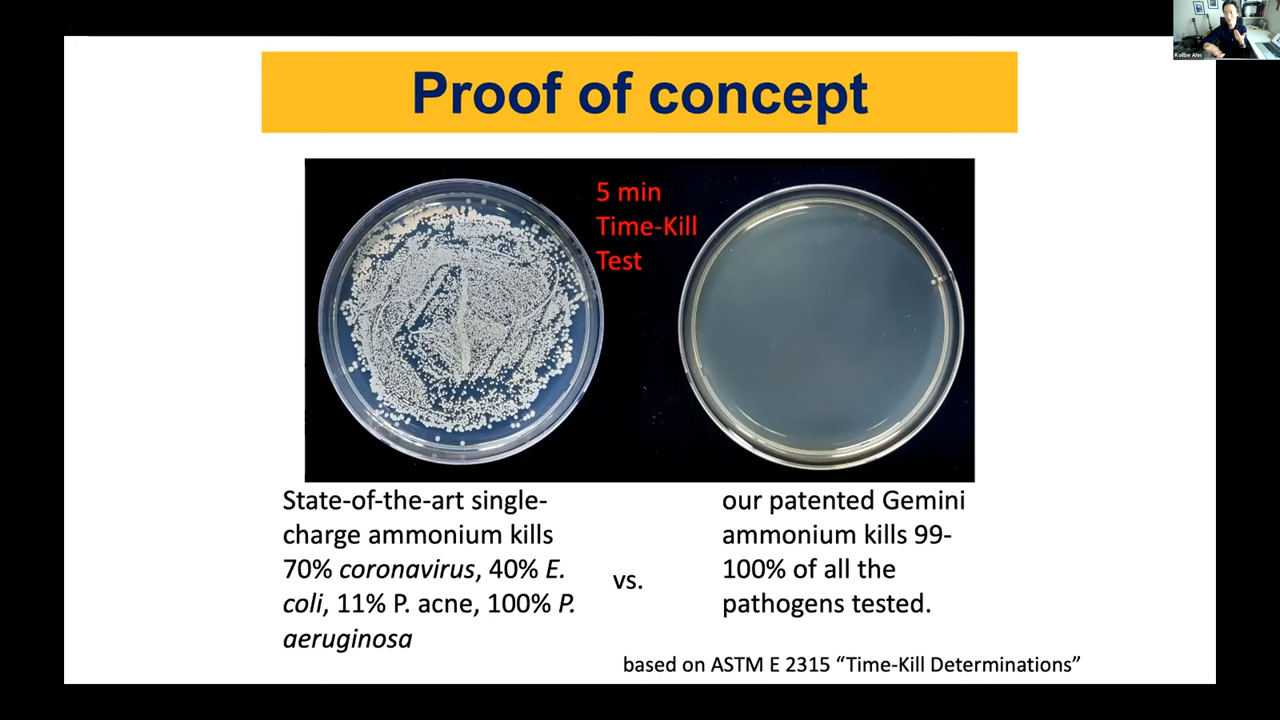 Proof of concept
Kollbe Ahn
5 min
Time-Kill
Test
State-of-the-art single-
charge ammonium kills
70% coronavirus, 40% E.
coli, 11% P. acne, 100% P.
aeruginosa
vs.
our patented Gemini
ammonium kills 99-
100% of all the
pathogens tested.
based on ASTM E 2315 “Time-Kill Determinations”